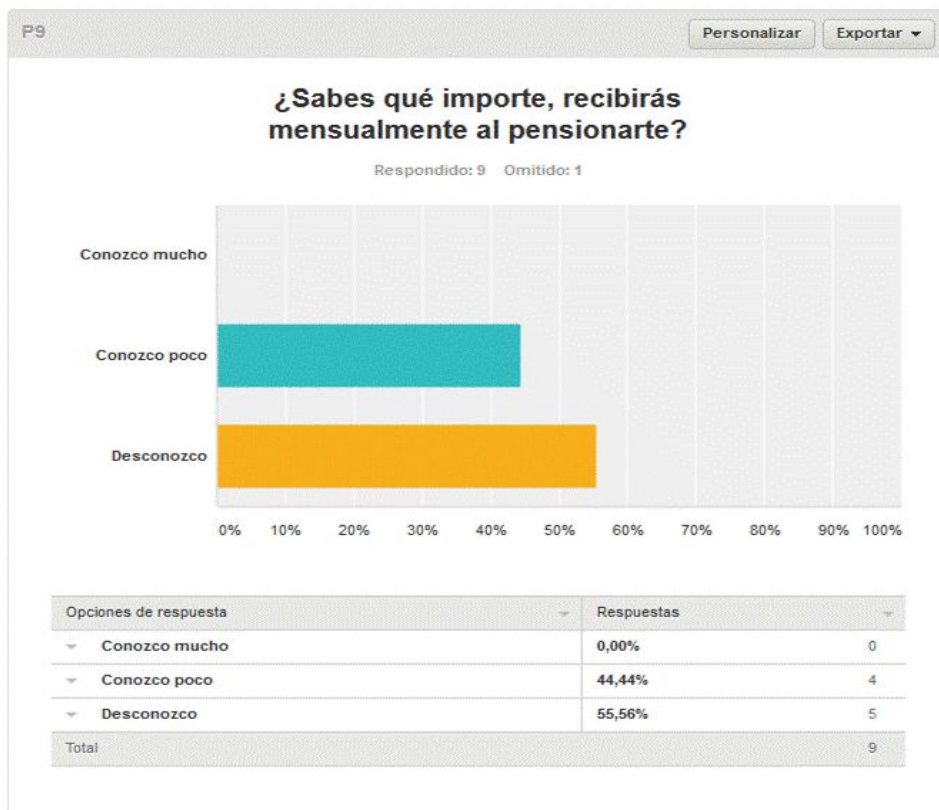 P9
Personalizar Exportar
¿Sabes qué importe, recibirás
mensualmente al pensionarte?
Respondido: 9 Omitido: 1
Conozco mucho
Conozco poco
Desconozco
0% 10% 20% 30% 40% 50% 60% 70% 80% 90% 100%
Opciones de respuesta Respuestas
Conozco mucho 0,00% 0
Conozco poco 44,44% 4
Desconozco 55,56% 5
Total 9